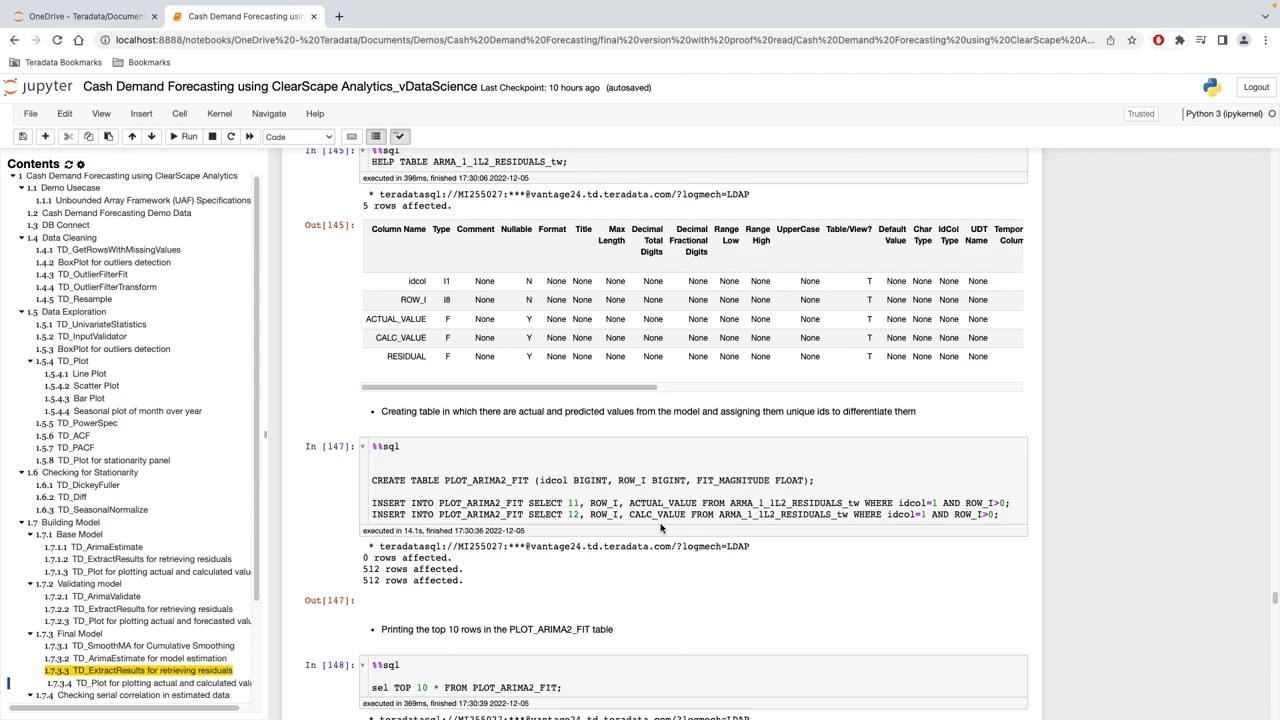 OneDrive - Teradata/Document
Cash Demand Forecasting usin
localhost:8888/notebooks/OneDrive%20-%20Teradata/Documents/Demos/Cash%20Demand%20Forecasting/final%20version%20with%20proof%20read/Cash%20Demand%20Forecasting%20using%20ClearScape%20A...
Teradata Bookmarks
Bookmarks
jupyter
Cash Demand Forecasting using ClearScape Analytics_vDataScience Last Checkpoint: 10 hours ago (autosaved)
Logout
File Edit View Insert Cell Kernel Navigate Help
Trusted
Python 3 (ipykernel)
Run
Code
Contents
1 Cash Demand Forecasting using ClearScape Analytics
1.1 Demo Usecase
1.1.1 Unbounded Array Framework (UAF) Specifications
1.2 Cash Demand Forecasting Demo Data
1.3 DB Connect
1.4 Data Cleaning
1.4.1 TD_GetRowsWithMissingValues
1.4.2 BoxPlot for outliers detection
1.4.3 TD_OutlierFilterFit
1.4.4 TD_OutlierFilterTransform
1.4.5 TD_Resample
1.5 Data Exploration
1.5.1 TD_UnivariateStatistics
1.5.2 TD_InputValidator
1.5.3 BoxPlot for outliers detection
1.5.4 TD_Plot
1.5.4.1 Line Plot
1.5.4.2 Scatter Plot
1.5.4.3 Bar Plot
1.5.4.4 Seasonal plot of month over year
1.5.5 TD_PowerSpec
1.5.6 TD_ACF
1.5.7 TD_PACF
1.5.8 TD_Plot for stationarity panel
1.6 Checking for Stationarity
1.6.1 TD_DickeyFuller
1.6.2 TD_Diff
1.6.3 TD_SeasonalNormalize
1.7 Building Model
1.7.1 Base Model
1.7.1.1 TD_ArimaEstimate
1.7.1.2 TD_ExtractResults for retrieving residuals
1.7.1.3 TD_Plot for plotting actual and calculated valu
1.7.2 Validating model
1.7.2.1 TD_ArimaValidate
1.7.2.2 TD_ExtractResults for retrieving residuals
1.7.2.3 TD_Plot for plotting actual and forecasted valu
1.7.3 Final Model
1.7.3.1 TD_SmoothMA for Cumulative Smoothing
1.7.3.2 TD_ArimaEstimate for model estimation
1.7.3.3 TD_ExtractResults for retrieving residuals
1.7.3.4 TD_Plot for plotting actual and calculated valu
1.7.4 Checking serial correlation in estimated data
In [145]: %%sql
HELP TABLE ARMA_1_1L2_RESIDUALS_tw;
executed in 396ms, finished 17:30:06 2022-12-05
* teradatasql://MI255027:***@vantage24.td.teradata.com/?logmech=LDAP
5 rows affected.
Out[145]:
Column Name Type Comment Nullable Format Title Max Length Decimal Total Digits Decimal Fractional Digits Range Low Range High UpperCase Table/View? Default Value Char Type IdCol Type UDT Name Tempor Colum
idcol I1 None N None None None None None None None None T None None None None
ROW_I I8 None N None None None None None None None None T None None None None
ACTUAL_VALUE F None Y None None None None None None None None T None None None None
CALC_VALUE F None Y None None None None None None None None T None None None None
RESIDUAL F None Y None None None None None None None None T None None None None
• Creating table in which there are actual and predicted values from the model and assigning them unique ids to differentiate them
In [147]: %%sql
CREATE TABLE PLOT_ARIMA2_FIT (idcol BIGINT, ROW_I BIGINT, FIT_MAGNITUDE FLOAT);
INSERT INTO PLOT_ARIMA2_FIT SELECT 11, ROW_I, ACTUAL_VALUE FROM ARMA_1_1L2_RESIDUALS_tw WHERE idcol=1 AND ROW_I>0;
INSERT INTO PLOT_ARIMA2_FIT SELECT 12, ROW_I, CALC_VALUE FROM ARMA_1_1L2_RESIDUALS_tw WHERE idcol=1 AND ROW_I>0;
executed in 14.1s, finished 17:30:36 2022-12-05
* teradatasql://MI255027:***@vantage24.td.teradata.com/?logmech=LDAP
0 rows affected.
512 rows affected.
512 rows affected.
Out[147]:
• Printing the top 10 rows in the PLOT_ARIMA2_FIT table
In [148]: %%sql
sel TOP 10 * FROM PLOT_ARIMA2_FIT;
executed in 369ms, finished 17:30:39 2022-12-05
* teradatasql://MI255027:***@vantage24.td.teradata.com/?logmech=LDAP